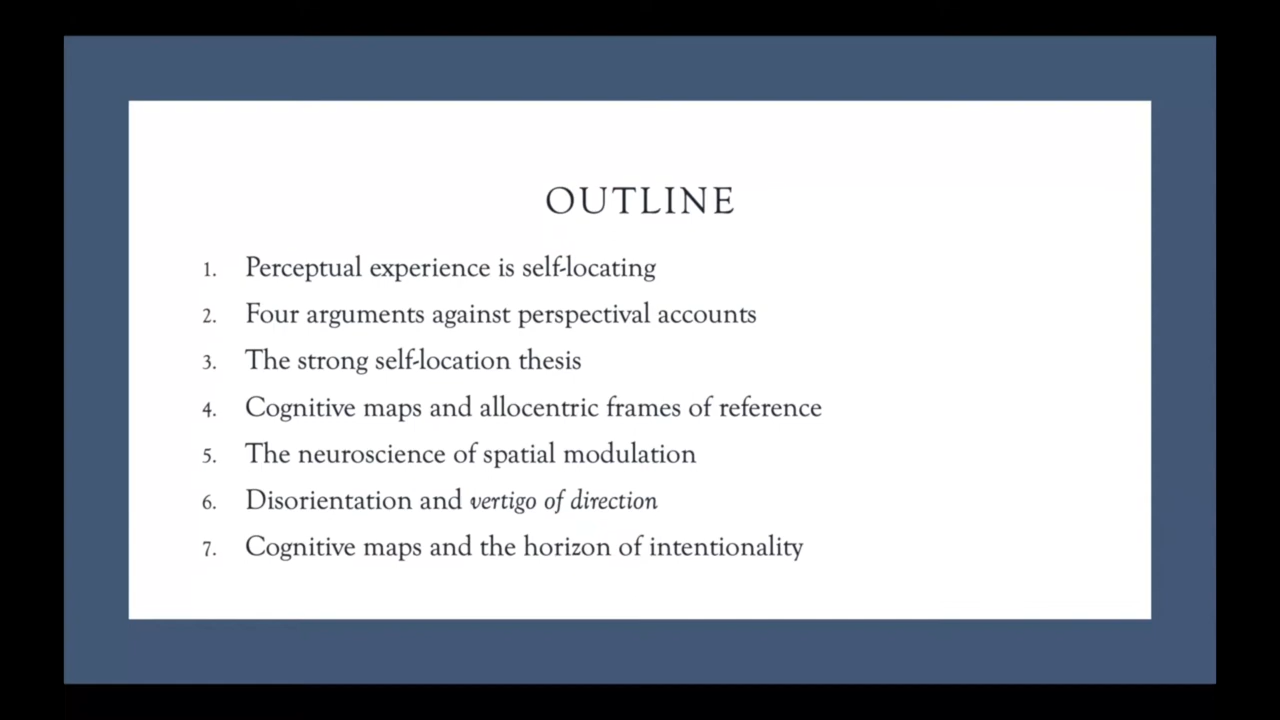 OUTLINE
1. Perceptual experience is self-locating
2. Four arguments against perspectival accounts
3. The strong self-location thesis
4. Cognitive maps and allocentric frames of reference
5. The neuroscience of spatial modulation
6. Disorientation and vertigo of direction
7. Cognitive maps and the horizon of intentionality